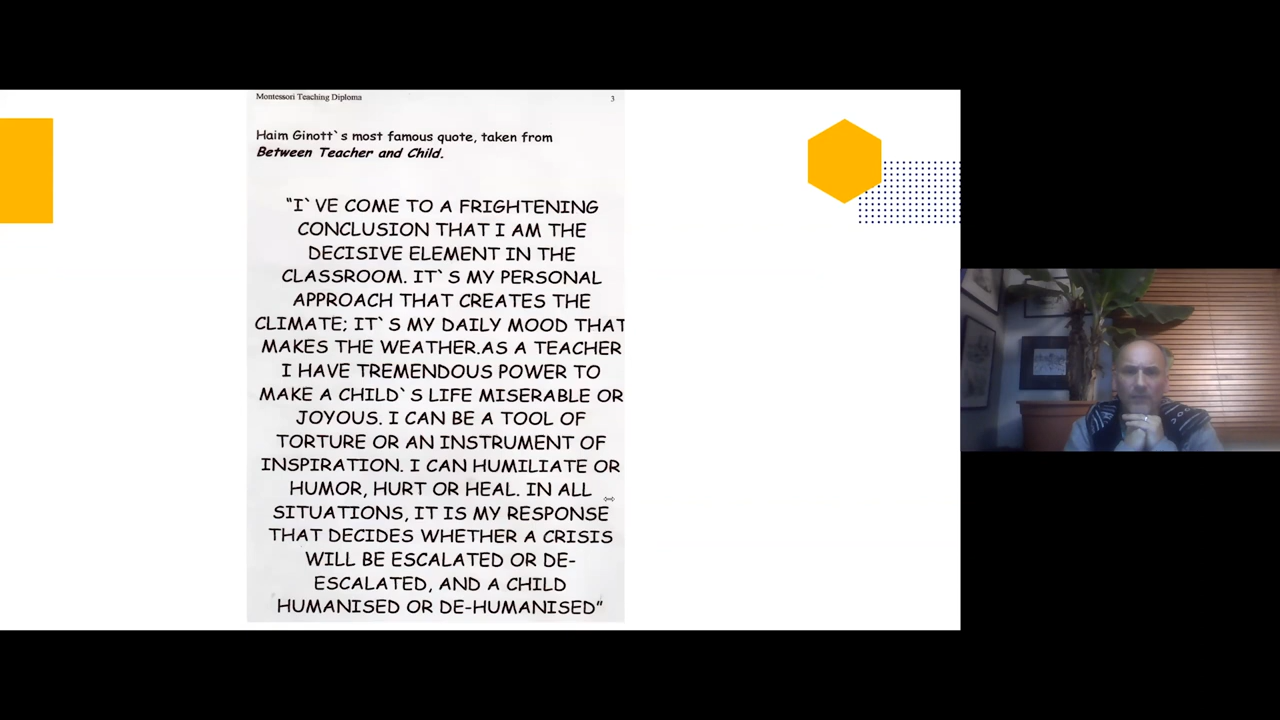 Montessori Teaching Diploma 3
Haim Ginott`s most famous quote, taken from
Between Teacher and Child.
“I`VE COME TO A FRIGHTENING
CONCLUSION THAT I AM THE
DECISIVE ELEMENT IN THE
CLASSROOM. IT`S MY PERSONAL
APPROACH THAT CREATES THE
CLIMATE; IT`S MY DAILY MOOD THAT
MAKES THE WEATHER.AS A TEACHER
I HAVE TREMENDOUS POWER TO
MAKE A CHILD`S LIFE MISERABLE OR
JOYOUS. I CAN BE A TOOL OF
TORTURE OR AN INSTRUMENT OF
INSPIRATION. I CAN HUMILIATE OR
HUMOR, HURT OR HEAL. IN ALL
SITUATIONS, IT IS MY RESPONSE
THAT DECIDES WHETHER A CRISIS
WILL BE ESCALATED OR DE-
ESCALATED, AND A CHILD
HUMANISED OR DE-HUMANISED”